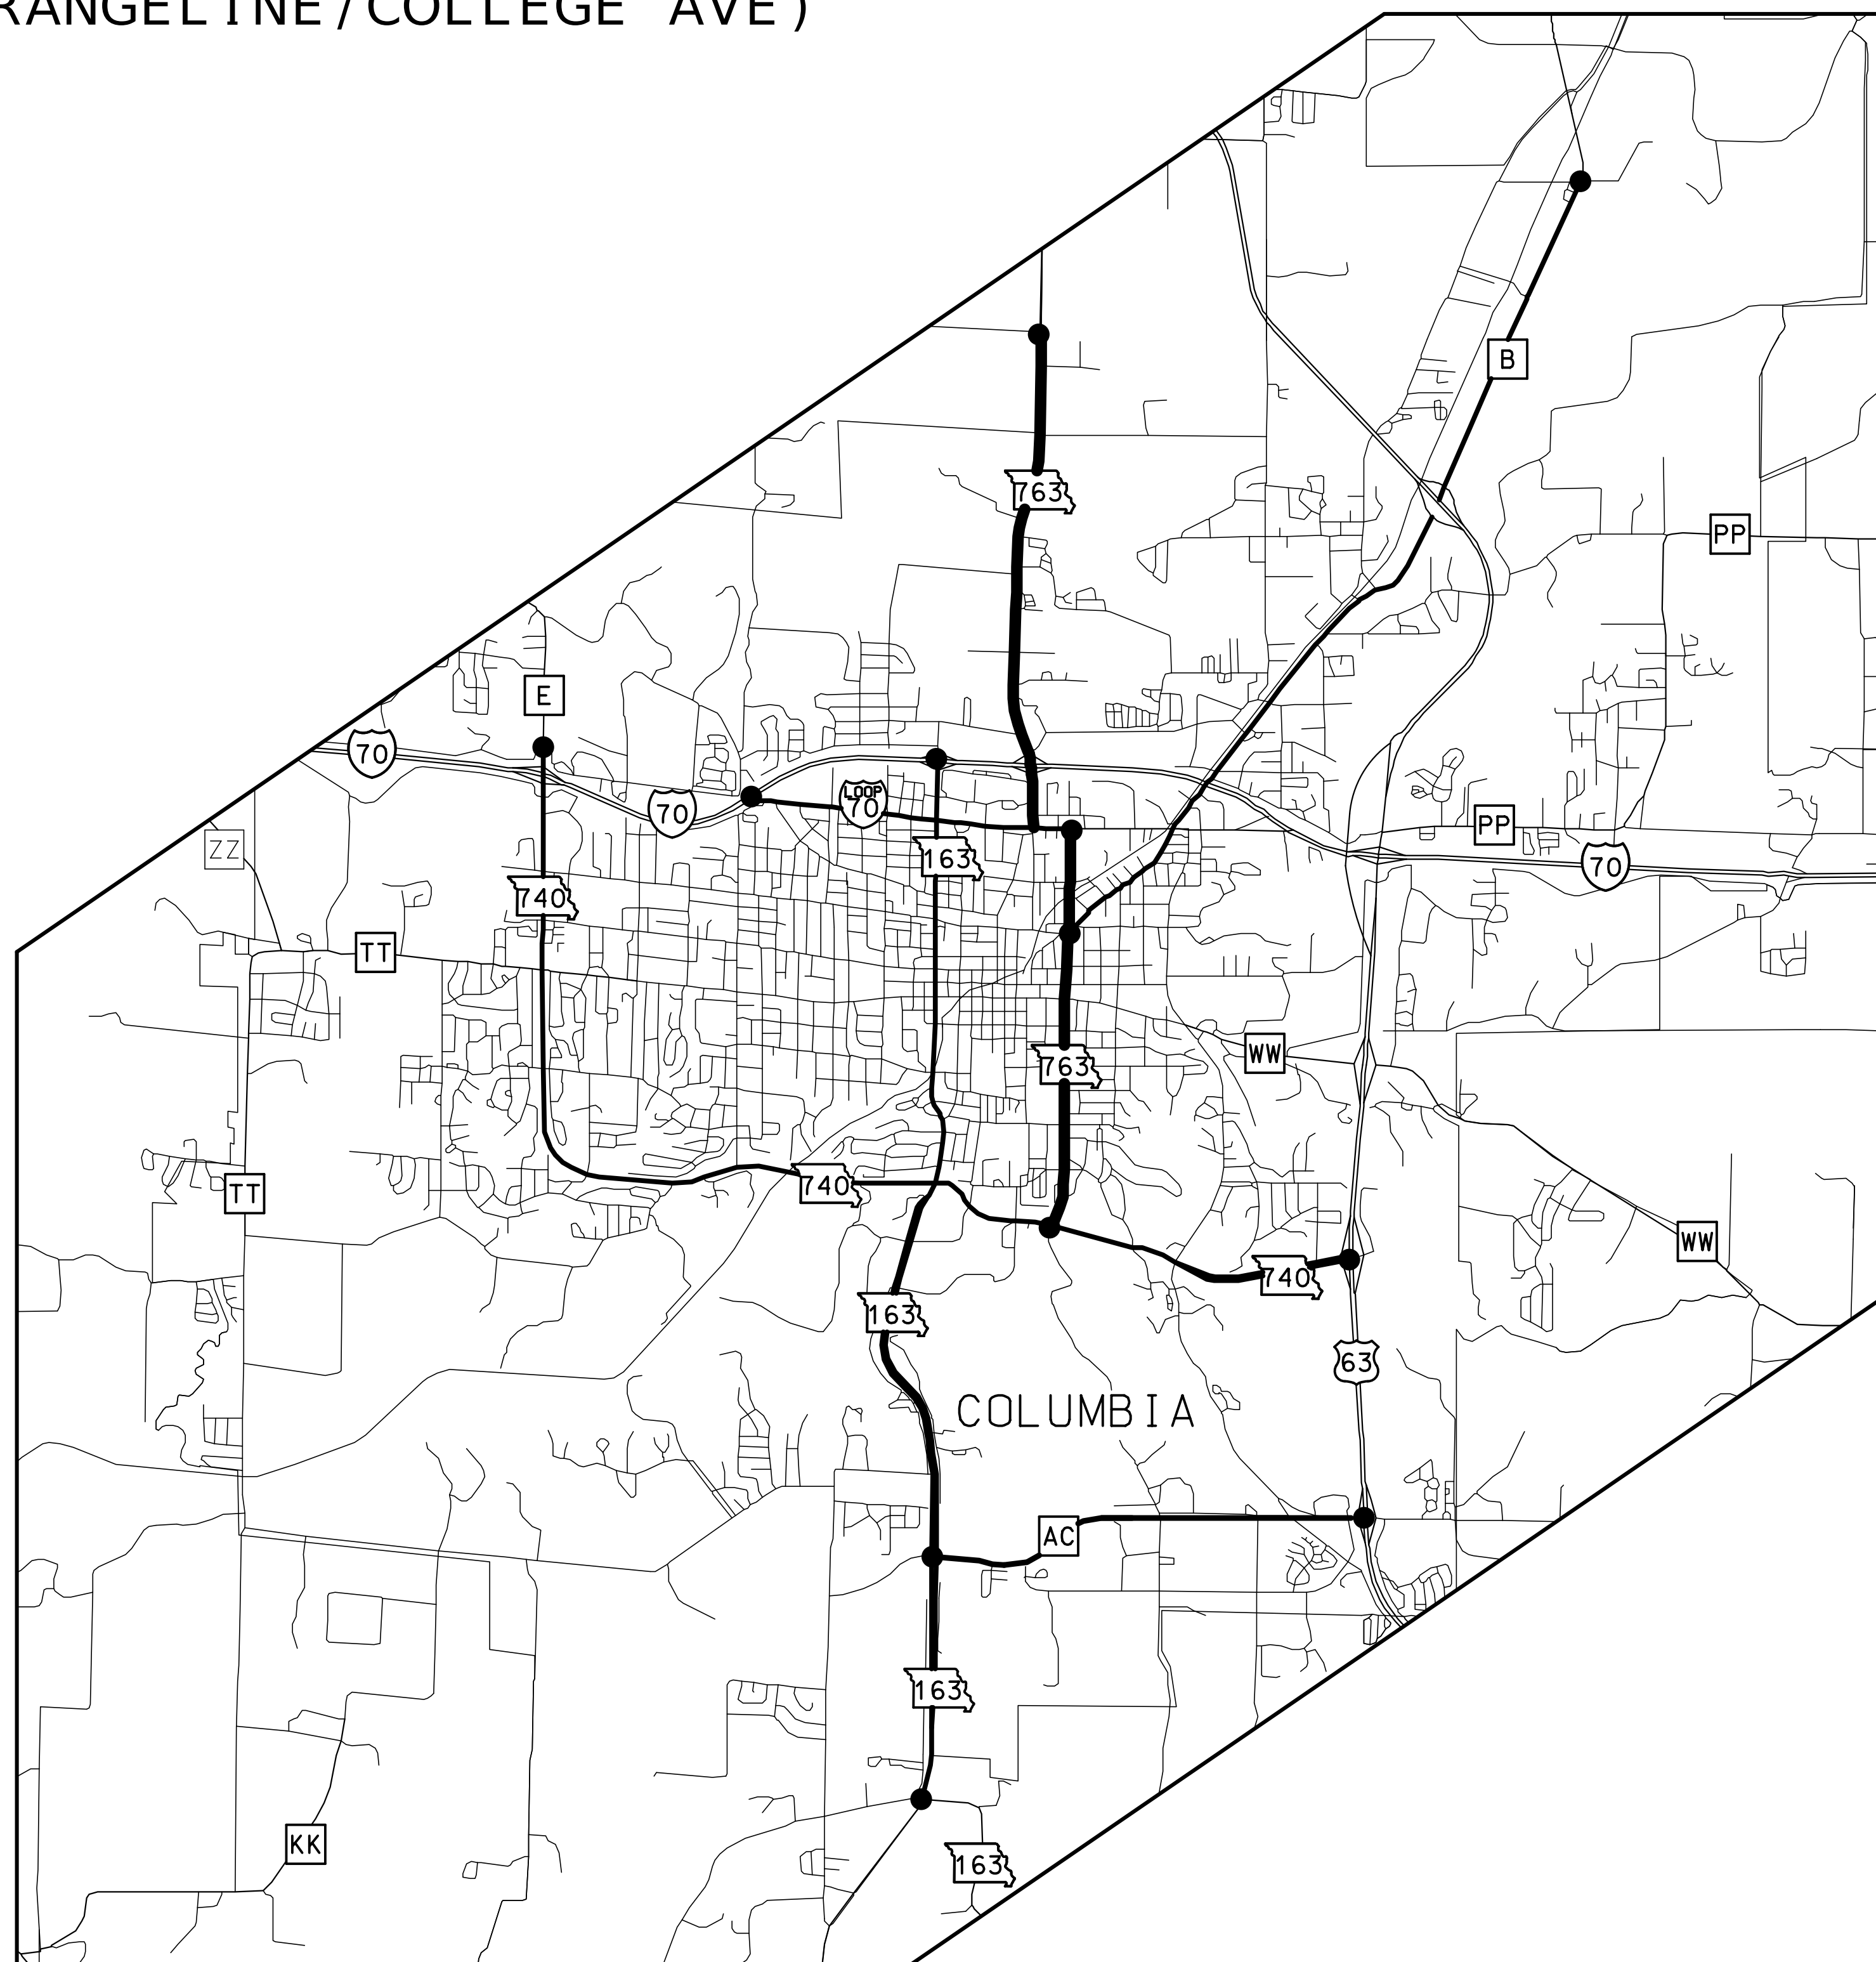 RANGELINE/COLLEGE AVE)
B
763
PP
E
70
70
LOOP
70
PP
ZZ
163
70
740
TT
WW
763
TT
740
WW
740
163
63
COLUMBIA
AC
163
KK
163